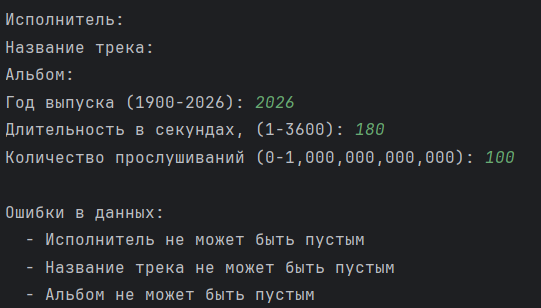 Исполнитель:
Название трека:
Альбом:
Год выпуска (1900-2026): 2026
Длительность в секундах, (1-3600): 180
Количество прослушиваний (0-1,000,000,000,000): 100
Ошибки в данных:
- Исполнитель не может быть пустым
- Название трека не может быть пустым
- Альбом не может быть пустым